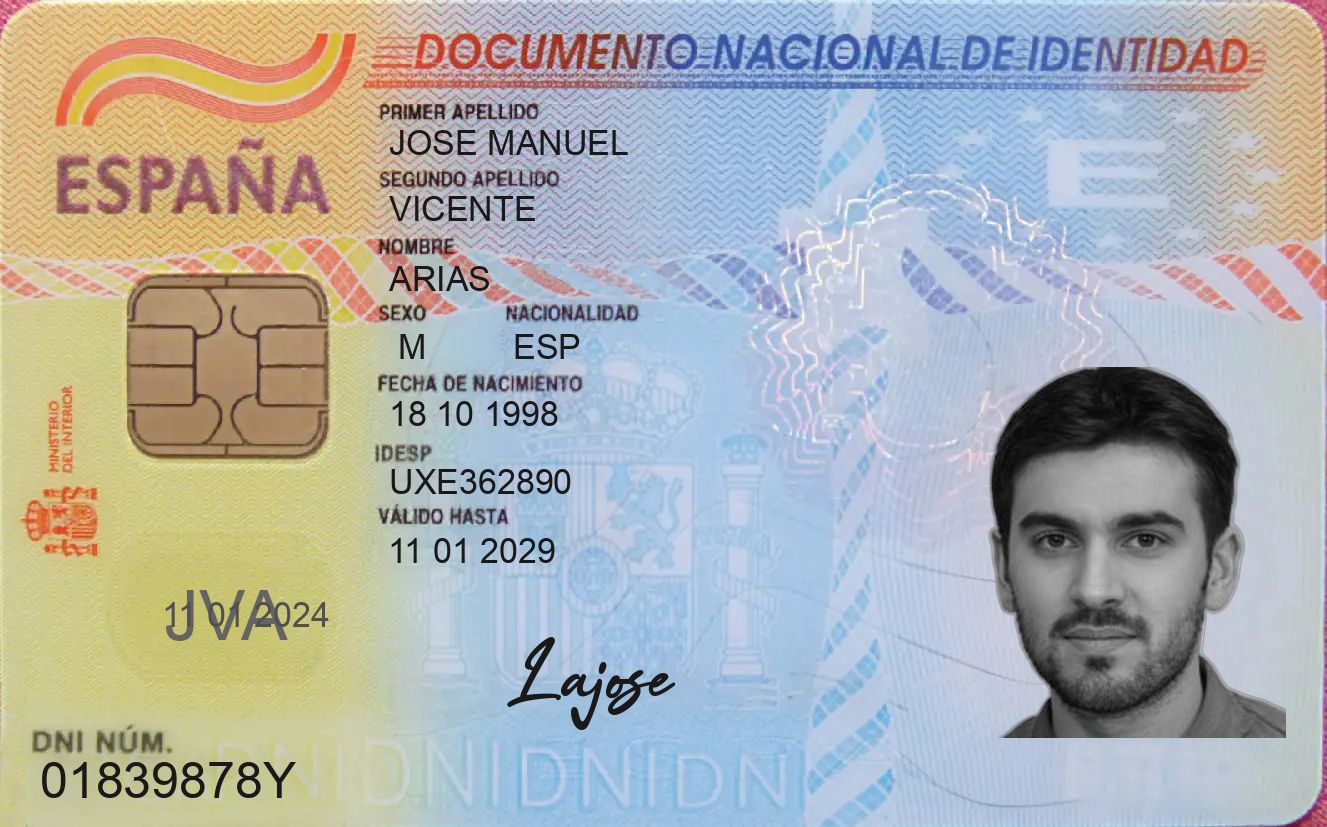 DOCUMENTO NACIONAL DE IDENTIDAD
ESPAÑA
PRIMER APELLIDO
JOSE MANUEL
SEGUNDO APELLIDO
VICENTE
NOMBRE
ARIAS
SEXO NACIONALIDAD
M ESP
FECHA DE NACIMIENTO
18 10 1998
IDESP
UXE362890
VÁLIDO HASTA
11 01 2029
MINISTERIO
DEL INTERIOR
E
JVA
11 01 2024
Lajose
DNI NÚM.
01839878Y
DNIDNIDNIDNI